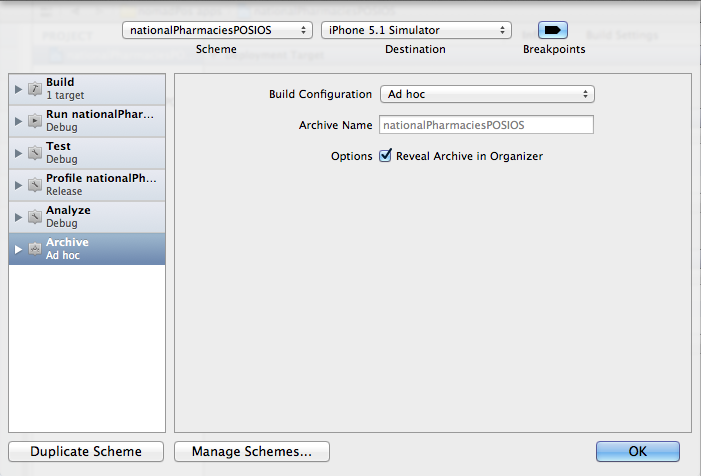 nationalPharmaciesPOSIOS
iPhone 5.1 Simulator
Scheme
Destination
Breakpoints
Build
1 target
Run nationalPhar...
Debug
Test
Debug
Profile nationalPh...
Release
Analyze
Debug
Archive
Ad hoc
Build Configuration
Ad hoc
Archive Name
nationalPharmaciesPOSIOS
Options
Reveal Archive in Organizer
Duplicate Scheme
Manage Schemes...
OK